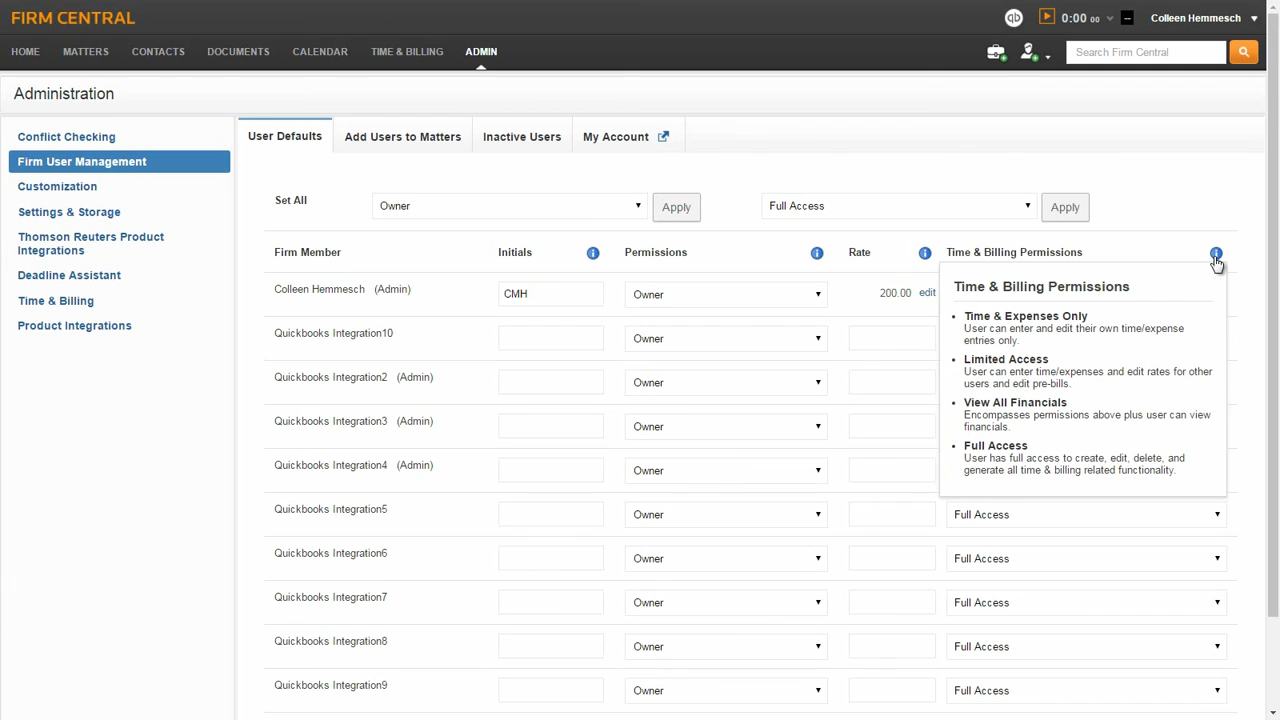 FIRM CENTRAL
qb
0:00 00
Colleen Hemmesch
HOME
MATTERS
CONTACTS
DOCUMENTS
CALENDAR
TIME & BILLING
ADMIN
Search Firm Central
Administration
Conflict Checking
Firm User Management
Customization
Settings & Storage
Thomson Reuters Product
Integrations
Deadline Assistant
Time & Billing
Product Integrations
User Defaults
Add Users to Matters
Inactive Users
My Account
Set All
Owner
Apply
Full Access
Apply
Firm Member
Initials
Permissions
Rate
Time & Billing Permissions
Colleen Hemmesch (Admin)
CMH
Owner
200.00 edit
Quickbooks Integration10
Owner
Quickbooks Integration2 (Admin)
Owner
Quickbooks Integration3 (Admin)
Owner
Quickbooks Integration4 (Admin)
Owner
Time & Billing Permissions
• Time & Expenses Only
User can enter and edit their own time/expense
entries only.
• Limited Access
User can enter time/expenses and edit rates for other
users and edit pre-bills.
• View All Financials
Encompasses permissions above plus user can view
financials.
• Full Access
User has full access to create, edit, delete, and
generate all time & billing related functionality.
Quickbooks Integration5
Owner
Full Access
Quickbooks Integration6
Owner
Full Access
Quickbooks Integration7
Owner
Full Access
Quickbooks Integration8
Owner
Full Access
Quickbooks Integration9
Owner
Full Access